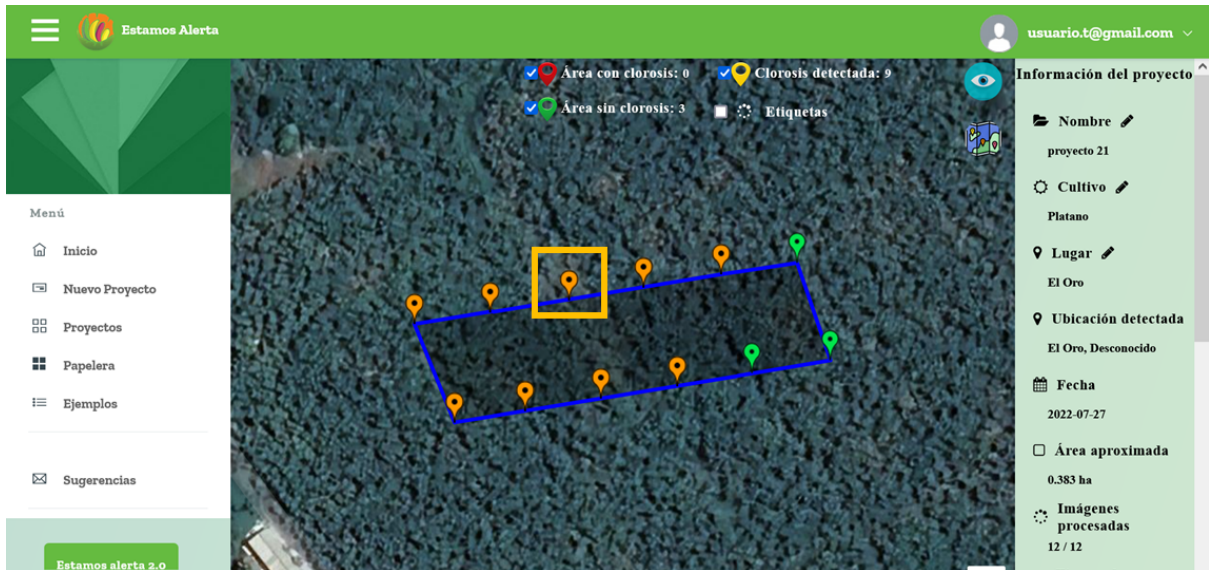 Estamos Alerta
usuario.t@gmail.com
Menú
Inicio
Nuevo Proyecto
Proyectos
Papelera
Ejemplos
Sugerencias
Estamos alerta 2.0
Área con clorosis: 0
Clorosis detectada: 9
Área sin clorosis: 3
Etiquetas
Información del proyecto
Nombre
proyecto 21
Cultivo
Platano
Lugar
El Oro
Ubicación detectada
El Oro, Desconocido
Fecha
2022-07-27
Área aproximada
0.383 ha
Imágenes
procesadas
12 / 12